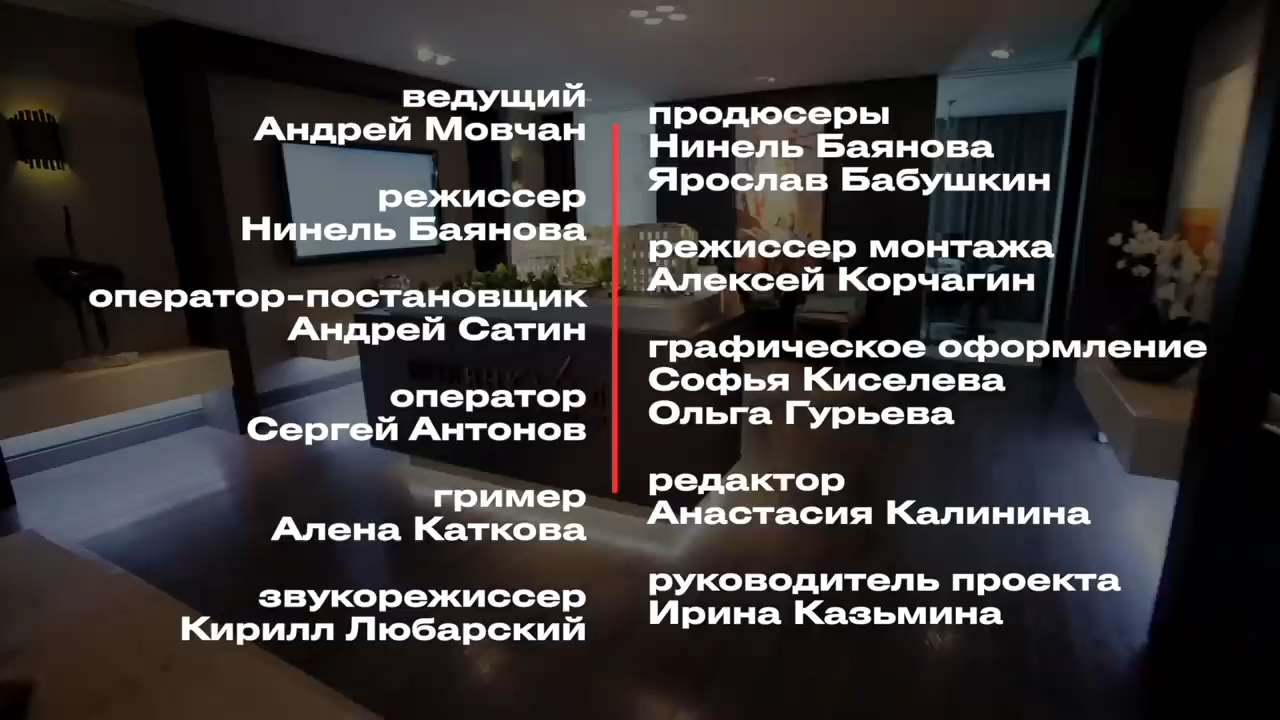 ведущий
Андрей Мовчан
режиссер
Нинель Баянова
оператор-постановщик
Андрей Сатин
оператор
Сергей Антонов
гример
Алена Каткова
звукорежиссер
Кирилл Любарский
продюсеры
Нинель Баянова
Ярослав Бабушкин
режиссер монтажа
Алексей Корчагин
графическое оформление
Софья Киселева
Ольга Гурьева
редактор
Анастасия Калинина
руководитель проекта
Ирина Казьмина